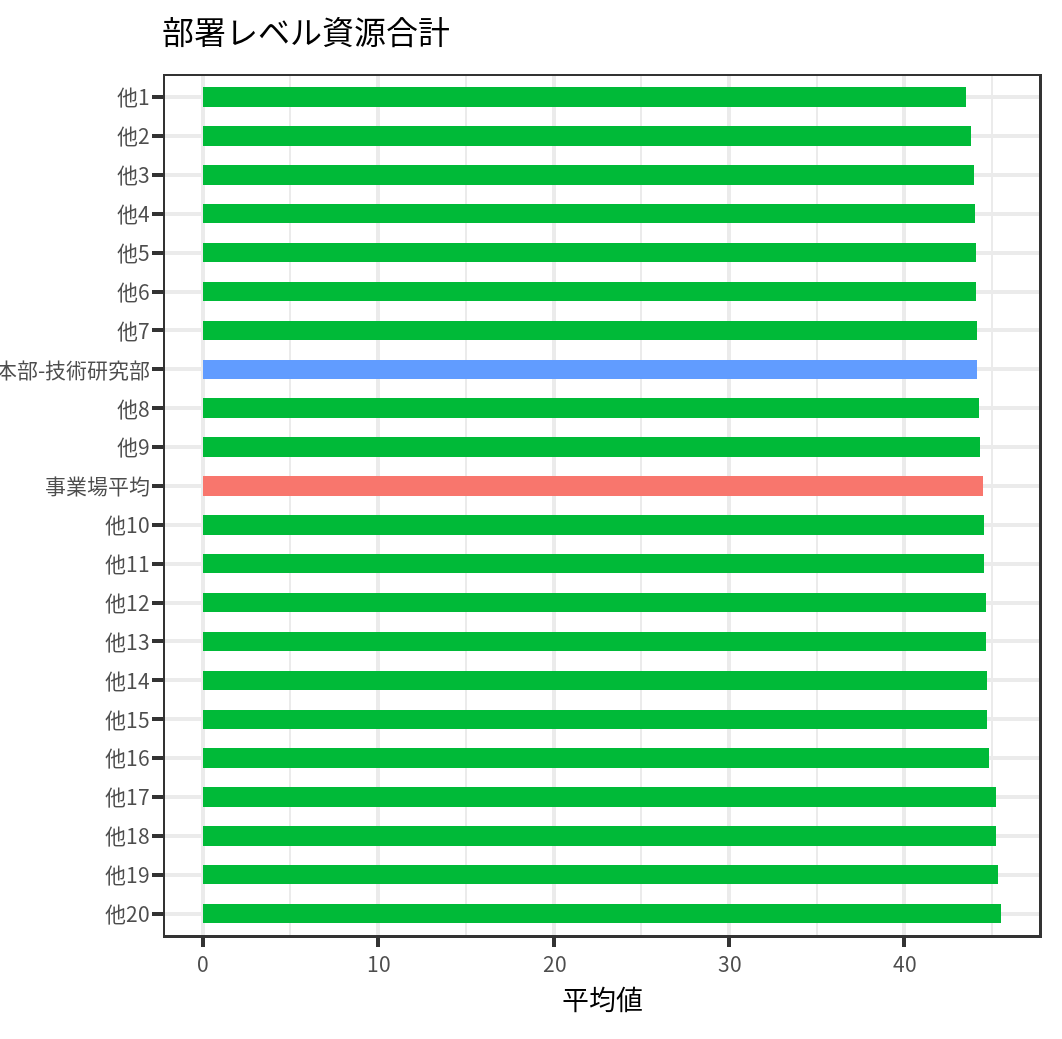 部署レベル資源合計
他1
他2
他3
他4
他5
他6
他7
本部-技術研究部
他8
他9
事業場平均
他10
他11
他12
他13
他14
他15
他16
他17
他18
他19
他20
0 10 20 30 40
平均値